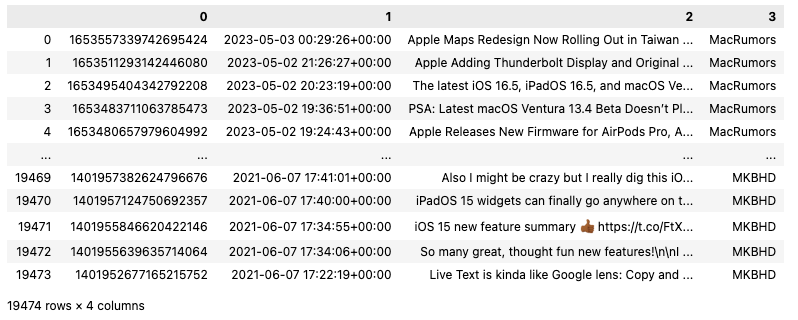 0 1 2 3
0 1653557339742695424 2023-05-03 00:29:26+00:00 Apple Maps Redesign Now Rolling Out in Taiwan ... MacRumors
1 1653511293142446080 2023-05-02 21:26:27+00:00 Apple Adding Thunderbolt Display and Original ... MacRumors
2 1653495404342792208 2023-05-02 20:23:19+00:00 The latest iOS 16.5, iPadOS 16.5, and macOS Ve... MacRumors
3 1653483711063785473 2023-05-02 19:36:51+00:00 PSA: Latest macOS Ventura 13.4 Beta Doesn't Pl... MacRumors
4 1653480657979604992 2023-05-02 19:24:43+00:00 Apple Releases New Firmware for AirPods Pro, A... MacRumors
... ... ... ... ...
19469 1401957382624796676 2021-06-07 17:41:01+00:00 Also I might be crazy but I really dig this iO... MKBHD
19470 1401957124750692357 2021-06-07 17:40:00+00:00 iPadOS 15 widgets can finally go anywhere on t... MKBHD
19471 1401955846620422146 2021-06-07 17:34:55+00:00 iOS 15 new feature summary 👍🏾 https://t.co/FtX... MKBHD
19472 1401955639635714064 2021-06-07 17:34:06+00:00 So many great, thought fun new features!\n\nI ... MKBHD
19473 1401952677165215752 2021-06-07 17:22:19+00:00 Live Text is kinda like Google lens: Copy and ... MKBHD
19474 rows × 4 columns